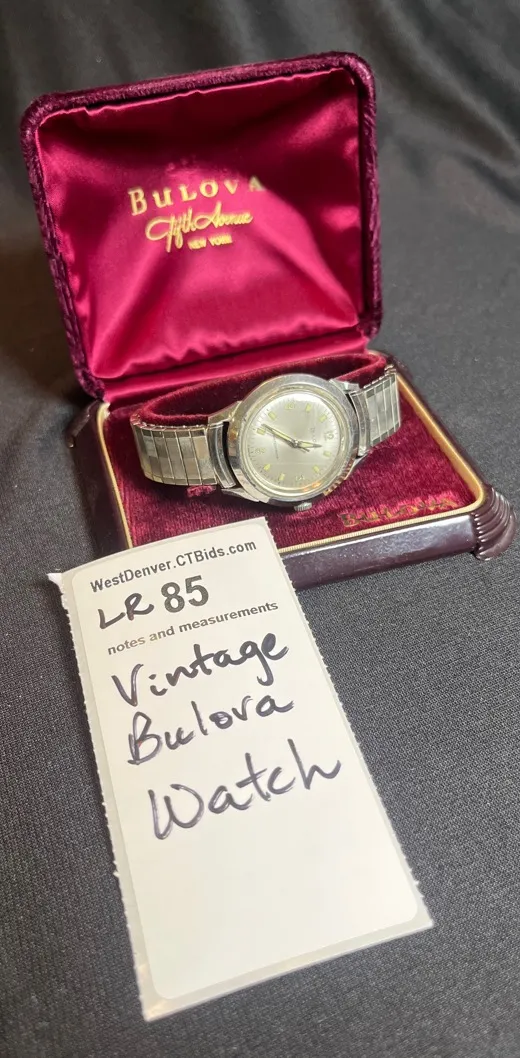 BULOVA
Fifth Avenue
NEW YORK
BULOVA
WestDenver.CTBids.com
LR 85
notes and measurements
Vintage
Bulova
Watch